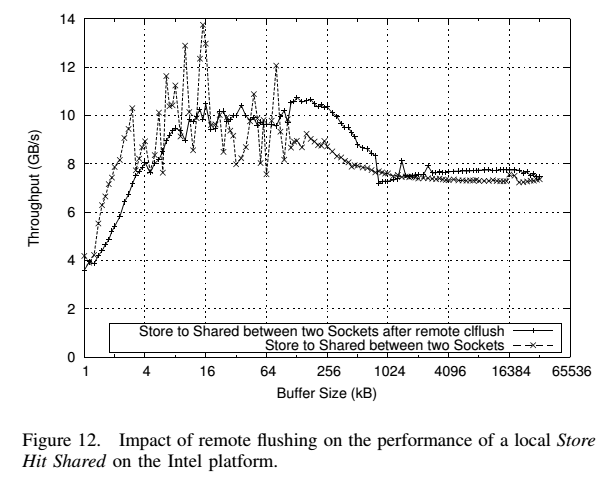 14
12
10
8
6
4
2
0
Throughput (GB/s)
Store to Shared between two Sockets after remote clflush
Store to Shared between two Sockets
1 4 16 64 256 1024 4096 16384 65536
Buffer Size (kB)
Figure 12. Impact of remote flushing on the performance of a local Store
Hit Shared on the Intel platform.